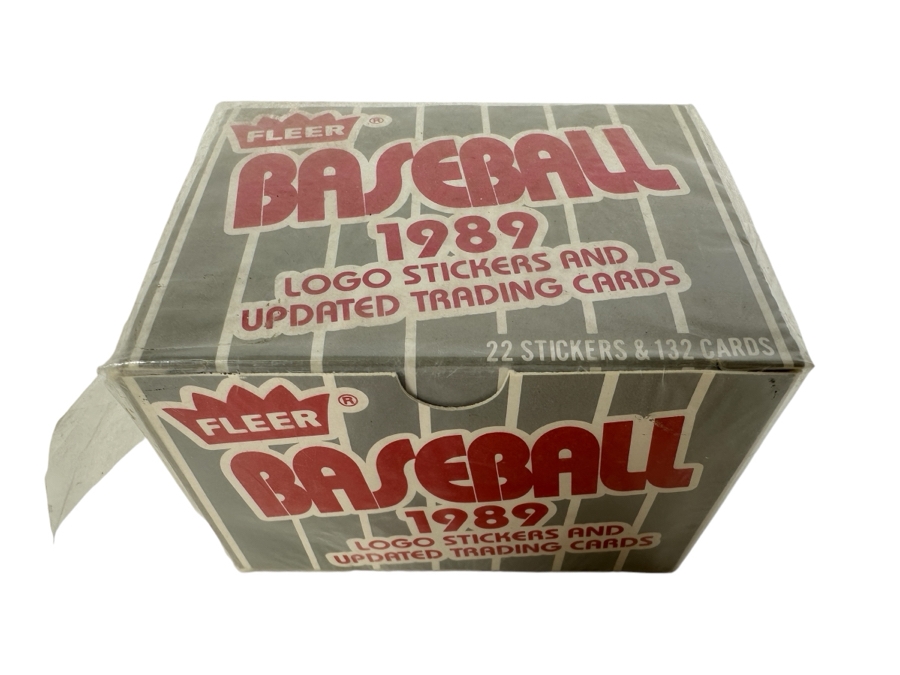 FLEER ®
BASEBALL
1989
LOGO STICKERS AND
UPDATED TRADING CARDS
22 STICKERS & 132 CARDS
FLEER ®
BASEBALL
1989
LOGO STICKERS AND
UPDATED TRADING CARDS